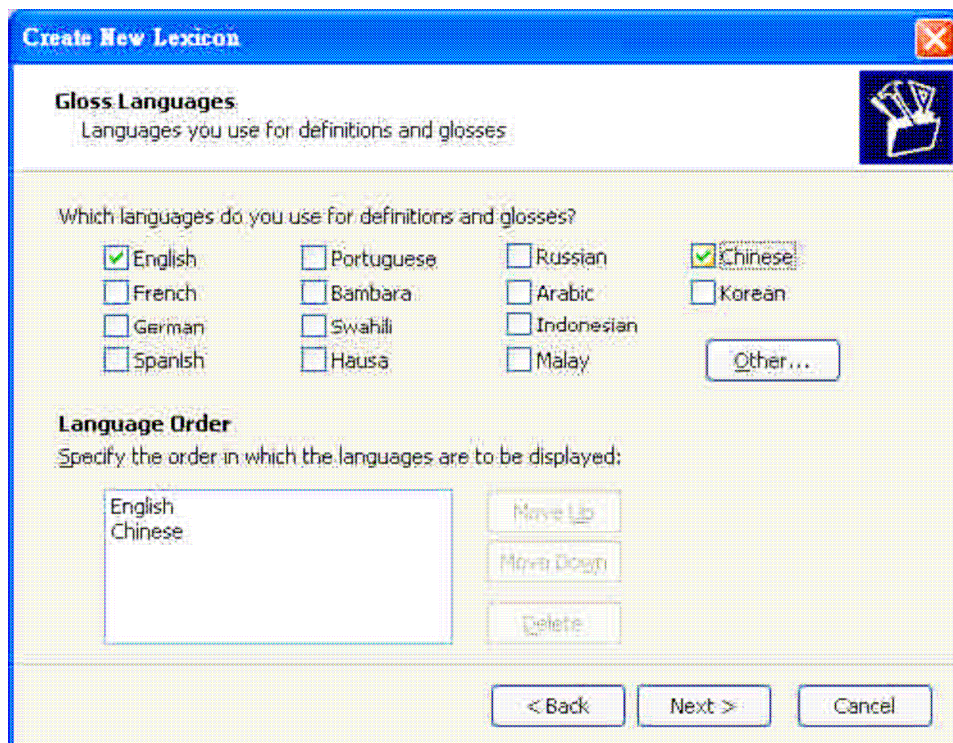 Create New Lexicon
Gloss Languages
Languages you use for definitions and glosses
Which languages do you use for definitions and glosses?
English Portuguese Russian Chinese
French Bambara Arabic Korean
German Swahili Indonesian
Spanish Hausa Malay Other...
Language Order
Specify the order in which the languages are to be displayed:
English
Chinese
Move Up
Move Down
Delete
< Back Next > Cancel